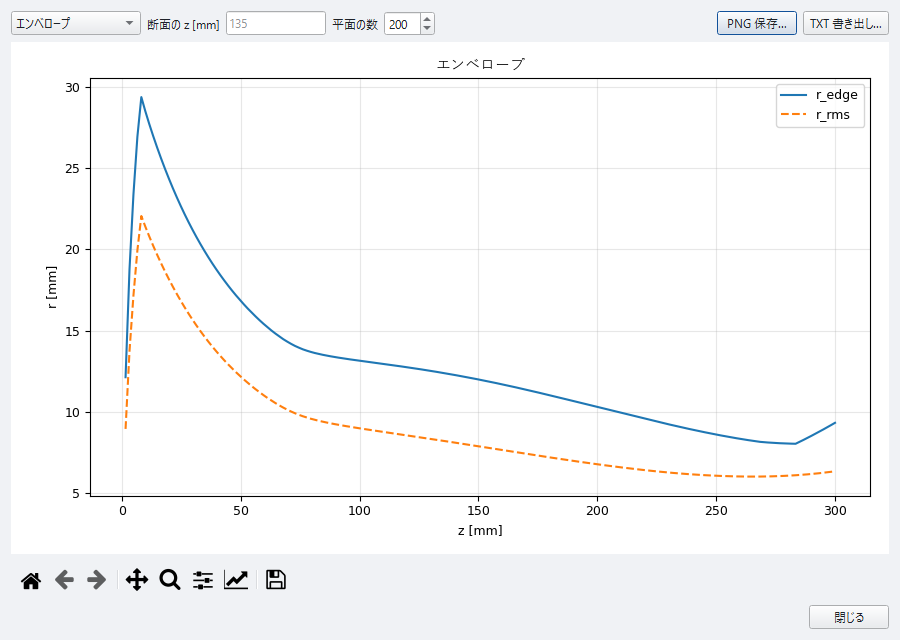 エンベロープ 断面の z [mm] 135 平面の数 200 PNG 保存... TXT 書き出し...
エンベロープ
r_edge
r_rms
30
25
20
15
10
5
r [mm]
0 50 100 150 200 250 300
z [mm]
閉じる